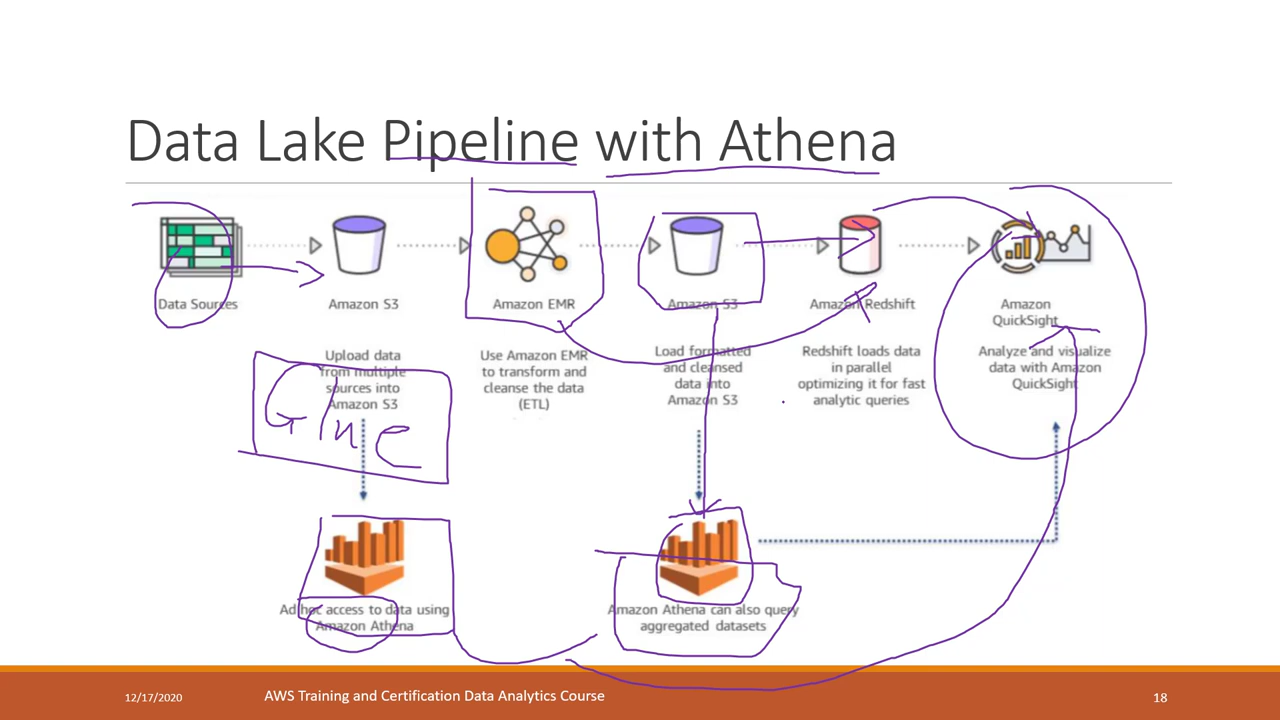 Data Lake Pipeline with Athena
Data Sources
Amazon S3
Amazon EMR
Amazon S3
Amazon Redshift
Amazon
QuickSight
Upload data
from multiple
sources into
Amazon S3
Use Amazon EMR
to transform and
cleanse the data
(ETL)
Load formatted
and cleansed
data into
Amazon S3
Redshift loads data
in parallel
optimizing it for fast
analytic queries
Analyze and visualize
data with Amazon
QuickSight
Glue
Ad hoc access to data using
Amazon Athena
Amazon Athena can also query
aggregated datasets
12/17/2020
AWS Training and Certification Data Analytics Course
18